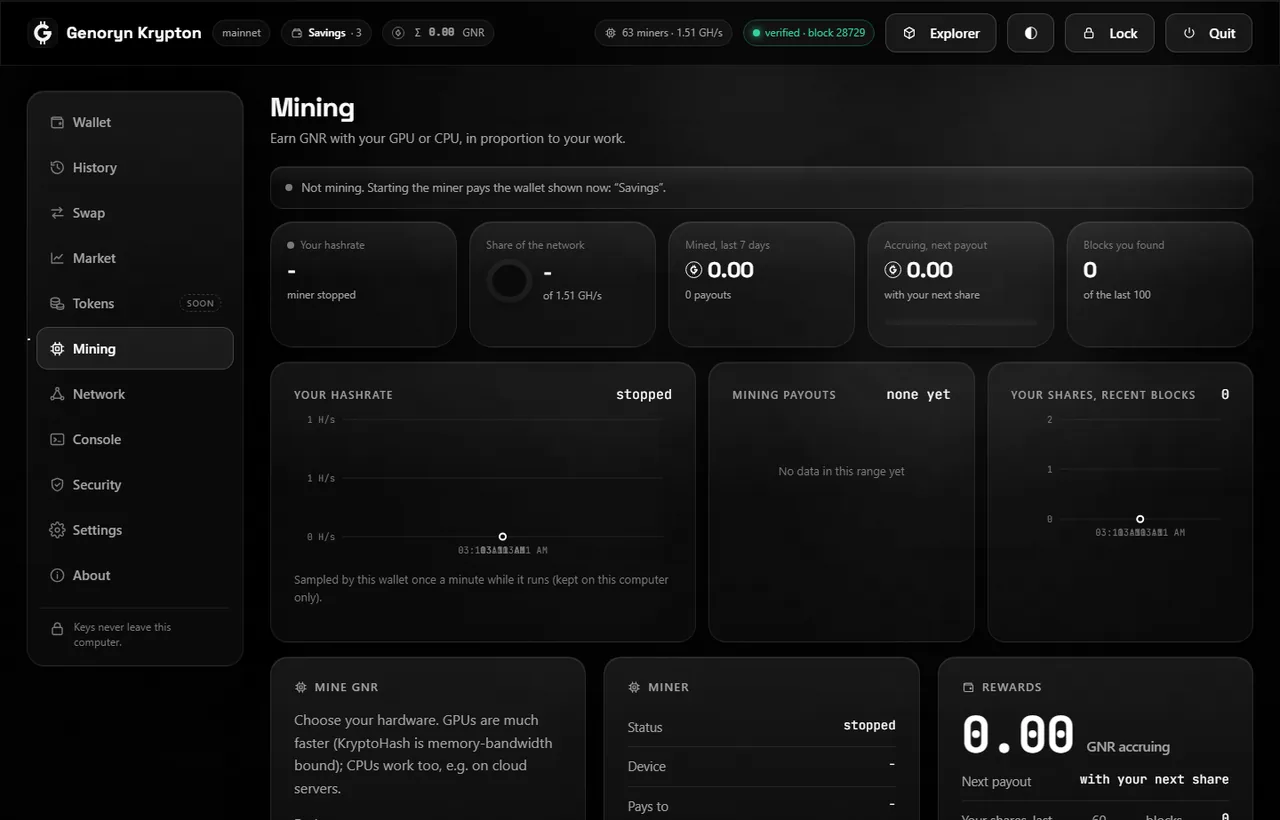 Genoryn Krypton
mainnet
Savings · 3
Σ 0.00 GNR
63 miners · 1.51 GH/s
verified · block 28729
Explorer
Lock
Quit
Wallet
History
Swap
Market
Tokens
SOON
Mining
Network
Console
Security
Settings
About
Keys never leave this
computer.
Mining
Earn GNR with your GPU or CPU, in proportion to your work.
Not mining. Starting the miner pays the wallet shown now: “Savings”.
Your hashrate
-
miner stopped
Share of the network
-
of 1.51 GH/s
Mined, last 7 days
0.00
0 payouts
Accruing, next payout
0.00
with your next share
Blocks you found
0
of the last 100
YOUR HASHRATE
stopped
1 H/s
1 H/s
0 H/s
Sampled by this wallet once a minute while it runs (kept on this computer
only).
MINING PAYOUTS
none yet
No data in this range yet
YOUR SHARES, RECENT BLOCKS
0
2
1
0
MINE GNR
Choose your hardware. GPUs are much
faster (KryptoHash is memory-bandwidth
bound); CPUs work too, e.g. on cloud
servers.
MINER
Status
stopped
Device
-
Pays to
-
REWARDS
0.00 GNR accruing
Next payout
with your next share
Your shares, last 60 blocks
0